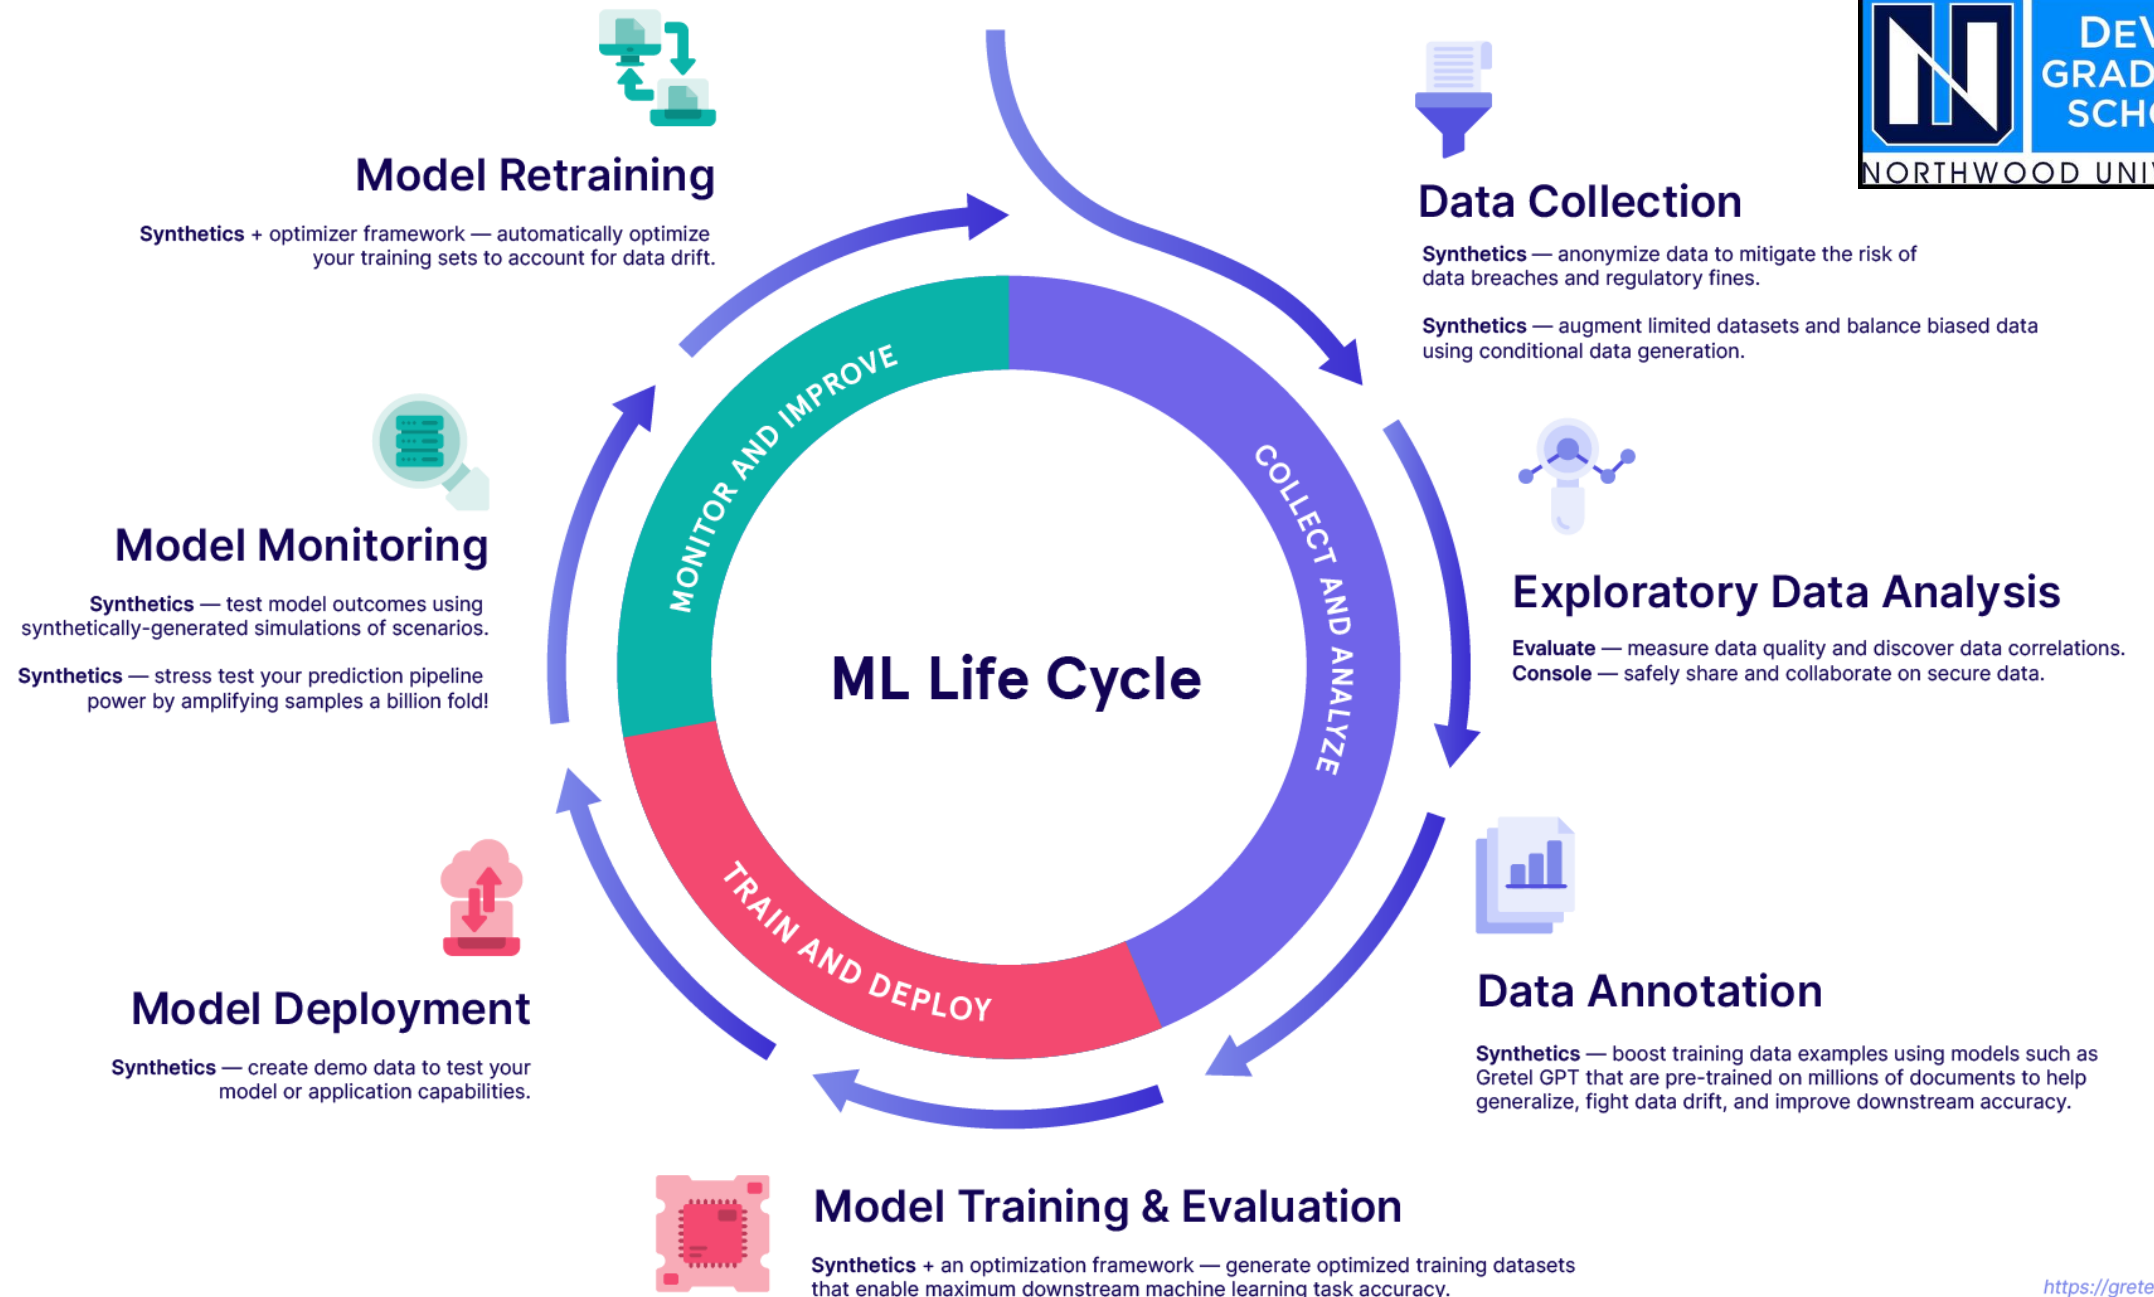 Model Retraining
Synthetics + optimizer framework — automatically optimize
your training sets to account for data drift.
Data Collection
Synthetics — anonymize data to mitigate the risk of
data breaches and regulatory fines.
Synthetics — augment limited datasets and balance biased data
using conditional data generation.
NORTHWOOD
Model Monitoring
Synthetics — test model outcomes using
synthetically-generated simulations of scenarios.
Synthetics — stress test your prediction pipeline
power by amplifying samples a billion fold!
MONITOR AND IMPROVE
COLLECT AND ANALYZE
TRAIN AND DEPLOY
ML Life Cycle
Exploratory Data Analysis
Evaluate — measure data quality and discover data correlations.
Console — safely share and collaborate on secure data.
Model Deployment
Synthetics — create demo data to test your
model or application capabilities.
Data Annotation
Synthetics — boost training data examples using models such as
Gretel GPT that are pre-trained on millions of documents to help
generalize, fight data drift, and improve downstream accuracy.
Model Training & Evaluation
Synthetics + an optimization framework — generate optimized training datasets
that enable maximum downstream machine learning task accuracy.